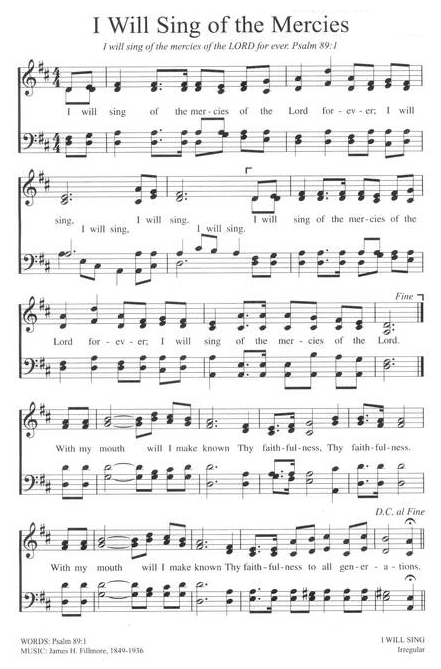 I Will Sing of the Mercies
I will sing of the mercies of the LORD for ever. Psalm 89:1
I will sing of the mer-cies of the Lord for - ev - er; I will
sing, I will sing. I will sing of the mer-cies of the
I will sing, I will sing.
Fine
Lord for - ev - er; I will sing of the mer - cies of the Lord.
With my mouth will I make known Thy faith-ful-ness, Thy faith-ful-ness.
D.C. al Fine
With my mouth will I make known Thy faith-ful-ness to all gen-er - a - tions.
WORDS: Psalm 89:1
MUSIC: James H. Fillmore, 1849-1936
I WILL SING
Irregular